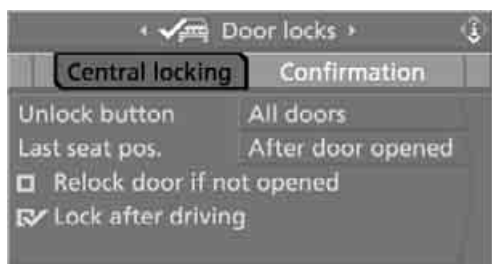 Door locks
Central locking Confirmation
Unlock button All doors
Last seat pos. After door opened
Relock door if not opened
Lock after driving